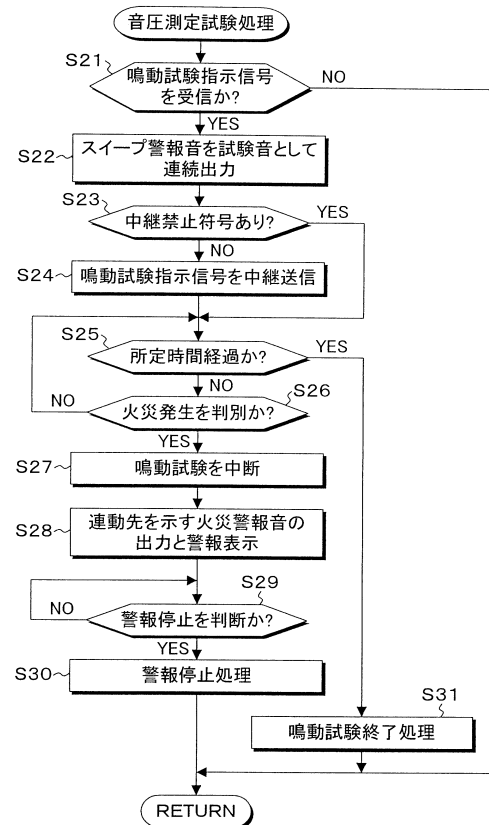 音圧測定試験処理
S21
鳴動試験指示信号
を受信か?
NO
YES
S22
スイープ警報音を試験音として
連続出力
S23
中継禁止符号あり?
YES
NO
S24
鳴動試験指示信号を中継送信
S25
所定時間経過か?
YES
NO
S26
火災発生を判別か?
NO
YES
S27
鳴動試験を中断
S28
連動先を示す火災警報音の
出力と警報表示
S29
NO
警報停止を判断か?
YES
S30
警報停止処理
S31
鳴動試験終了処理
RETURN